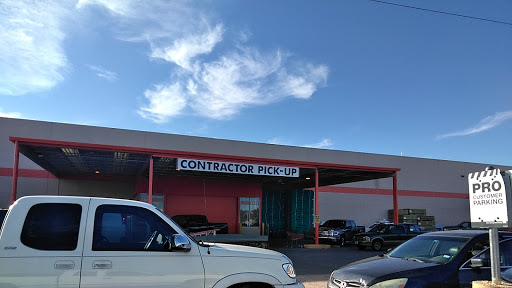 CONTRACTOR PICK-UP
PRO
CUSTOMER
PARKING